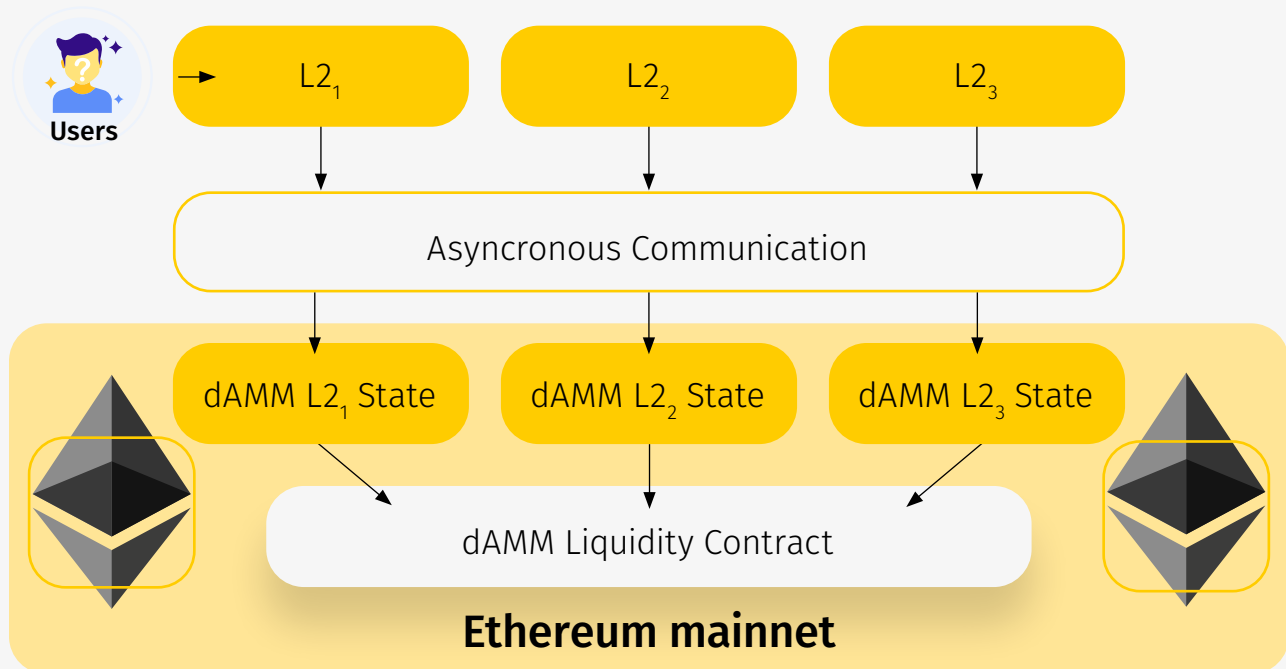 L2₁
L2₂
L2₃
?
Users
Asyncronous Communication
dAMM L2₁ State
dAMM L2₂ State
dAMM L2₃ State
dAMM Liquidity Contract
Ethereum mainnet